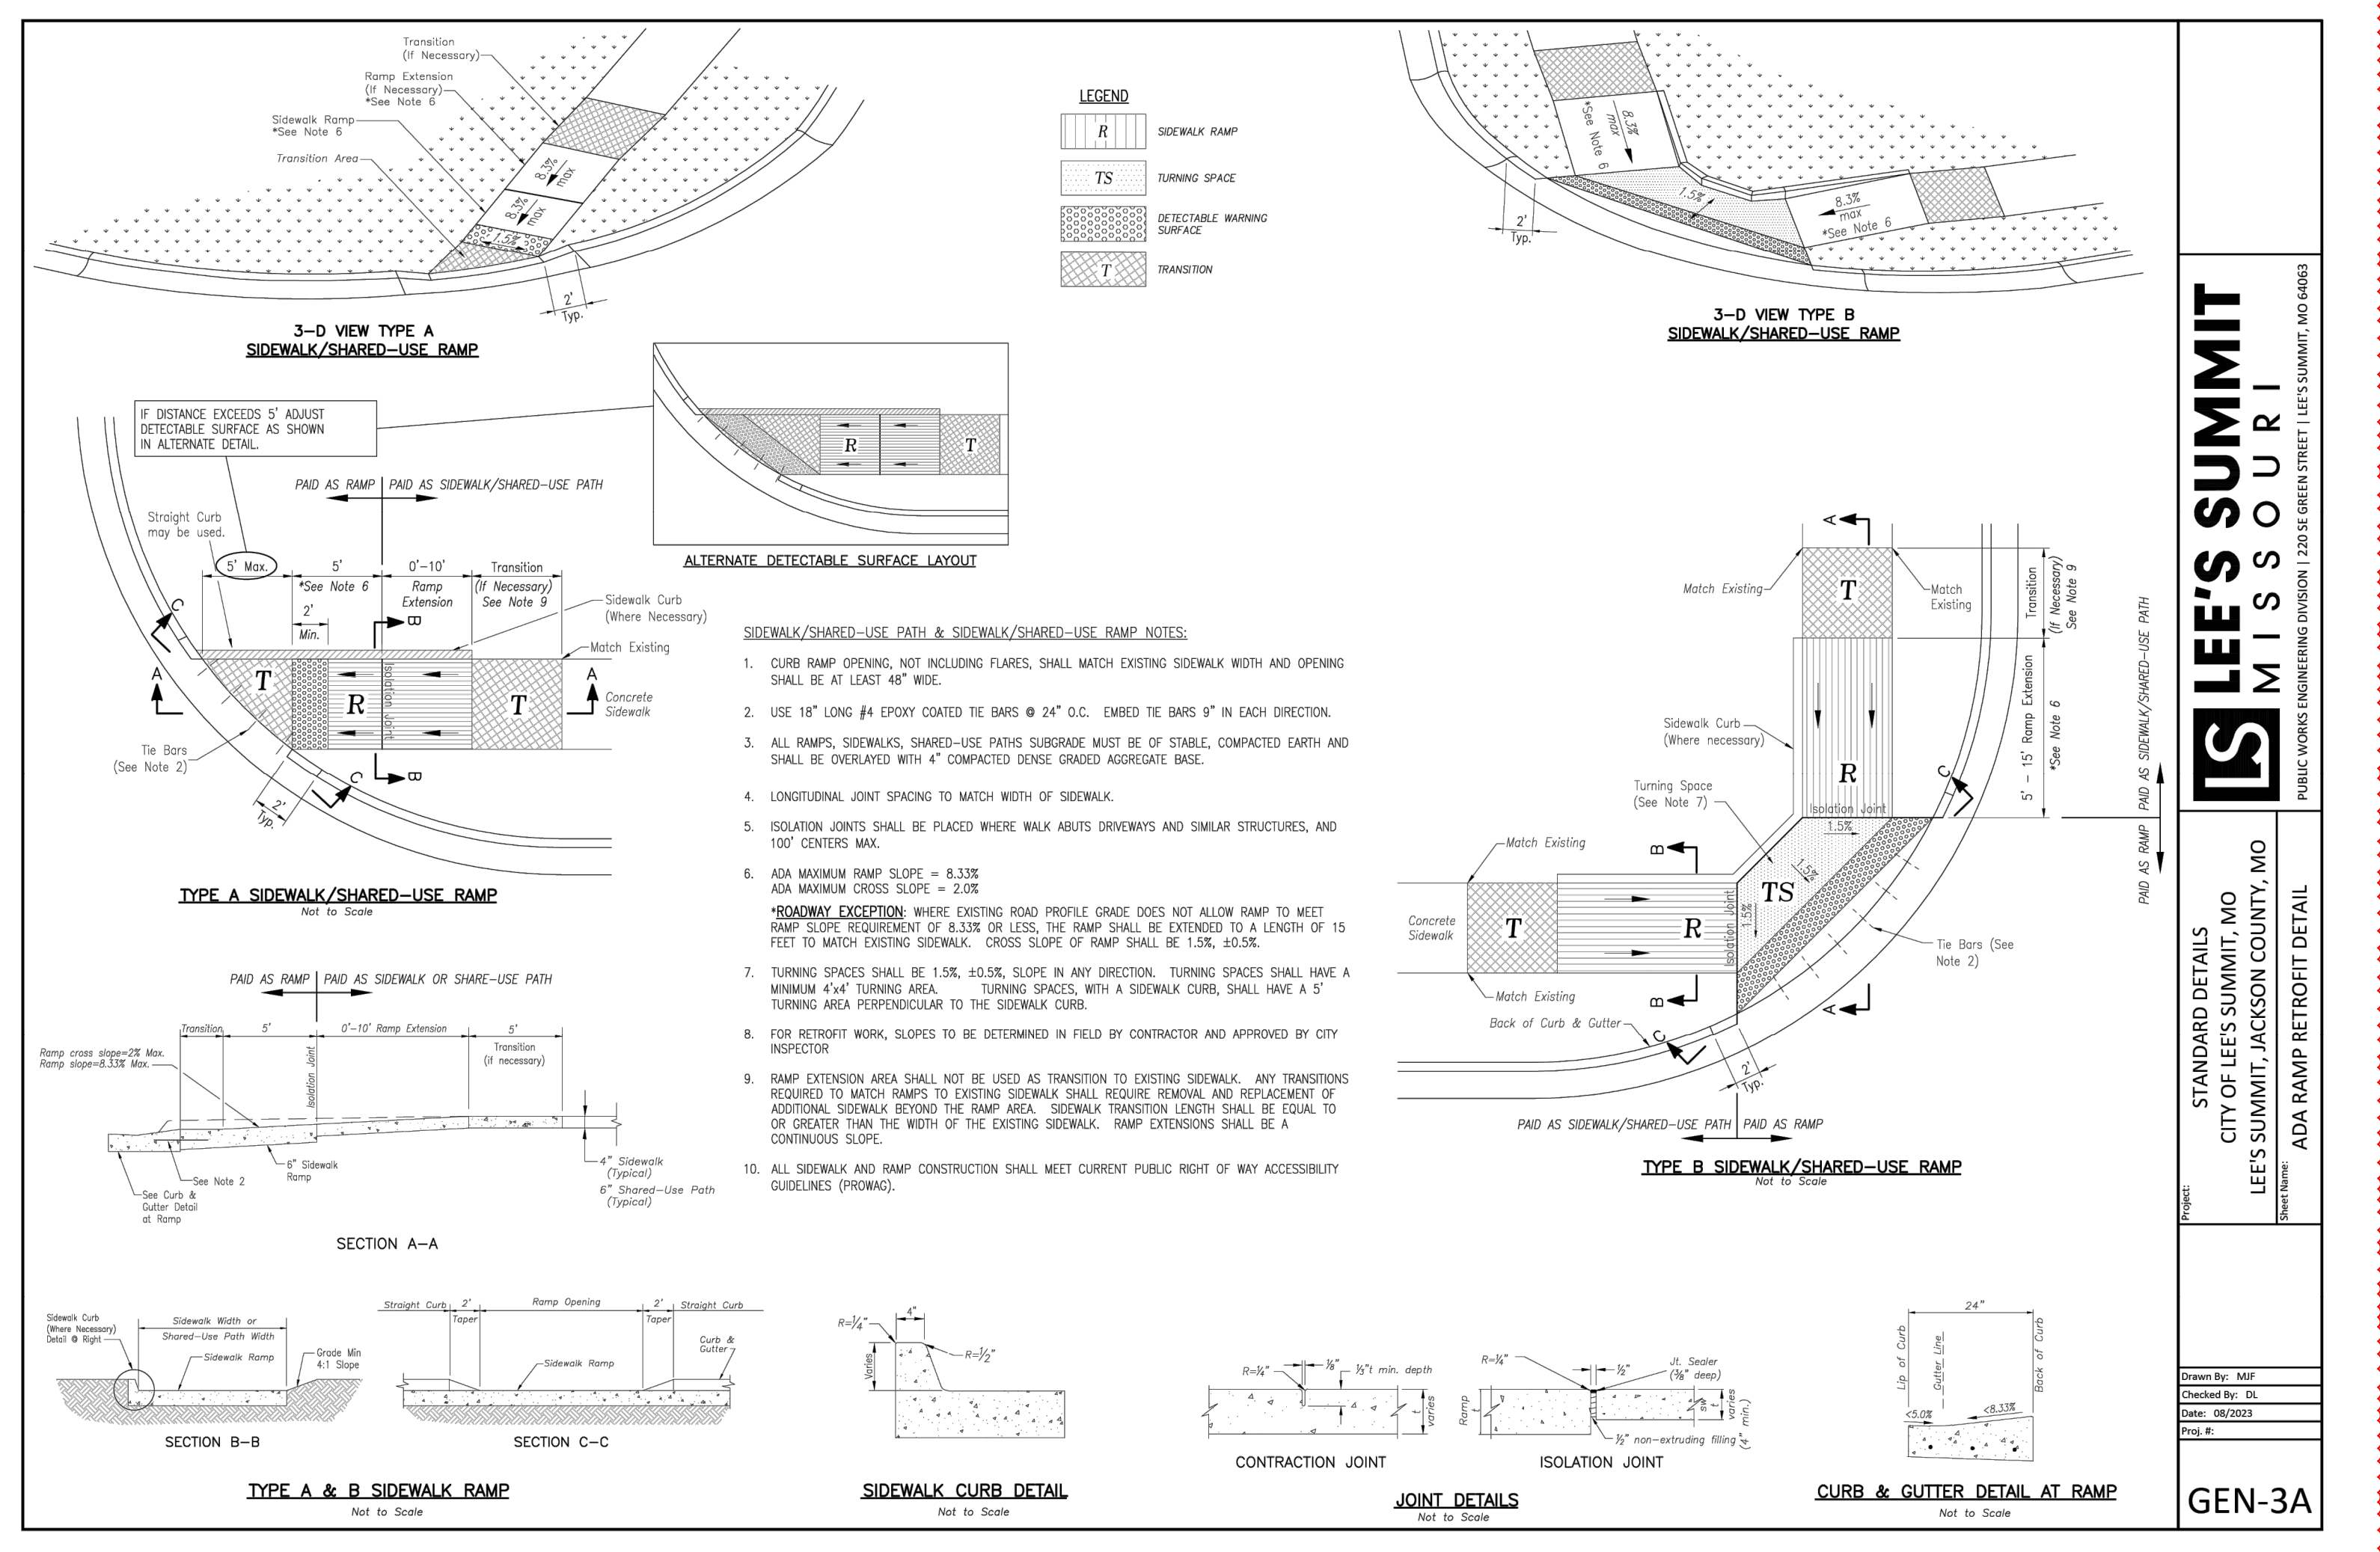 Transition
(If Necessary)
Ramp Extension
(If Necessary)
*See Note 6
Sidewalk Ramp
*See Note 6
Transition Area
8.3%
max
8.3%
max
1.5%
2'
Typ.
3-D VIEW TYPE A
SIDEWALK/SHARED-USE RAMP
LEGEND
R
SIDEWALK RAMP
TS
TURNING SPACE
DETECTABLE WARNING
SURFACE
T
TRANSITION
8.3%
max
*See Note 6
1.5%
8.3%
max
*See Note 6
2'
Typ.
3-D VIEW TYPE B
SIDEWALK/SHARED-USE RAMP
IF DISTANCE EXCEEDS 5' ADJUST
DETECTABLE SURFACE AS SHOWN
IN ALTERNATE DETAIL.
R
T
ALTERNATE DETECTABLE SURFACE LAYOUT
PAID AS RAMP
PAID AS SIDEWALK/SHARED-USE PATH
Straight Curb
may be used.
5' Max.
5'
*See Note 6
0'-10'
Ramp
Extension
Transition
(If Necessary)
See Note 9
2'
Min.
Sidewalk Curb
(Where Necessary)
Match Existing
Concrete
Sidewalk
A
A
B
B
C
C
T
R
T
Isolation Joint
Tie Bars
(See Note 2)
2'
Typ.
TYPE A SIDEWALK/SHARED-USE RAMP
Not to Scale
PAID AS RAMP
PAID AS SIDEWALK OR SHARE-USE PATH
Transition
5'
0'-10' Ramp Extension
5'
Transition
(if necessary)
Ramp cross slope=2% Max.
Ramp slope=8.33% Max.
Isolation Joint
6" Sidewalk
Ramp
See Note 2
See Curb &
Gutter Detail
at Ramp
4" Sidewalk
(Typical)
6" Shared-Use Path
(Typical)
SECTION A-A
SIDEWALK/SHARED-USE PATH & SIDEWALK/SHARED-USE RAMP NOTES:
1. CURB RAMP OPENING, NOT INCLUDING FLARES, SHALL MATCH EXISTING SIDEWALK WIDTH AND OPENING
SHALL BE AT LEAST 48" WIDE.
2. USE 18" LONG #4 EPOXY COATED TIE BARS @ 24" O.C. EMBED TIE BARS 9" IN EACH DIRECTION.
3. ALL RAMPS, SIDEWALKS, SHARED-USE PATHS SUBGRADE MUST BE OF STABLE, COMPACTED EARTH AND
SHALL BE OVERLAYED WITH 4" COMPACTED DENSE GRADED AGGREGATE BASE.
4. LONGITUDINAL JOINT SPACING TO MATCH WIDTH OF SIDEWALK.
5. ISOLATION JOINTS SHALL BE PLACED WHERE WALK ABUTS DRIVEWAYS AND SIMILAR STRUCTURES, AND
100' CENTERS MAX.
6. ADA MAXIMUM RAMP SLOPE = 8.33%
ADA MAXIMUM CROSS SLOPE = 2.0%
*ROADWAY EXCEPTION: WHERE EXISTING ROAD PROFILE GRADE DOES NOT ALLOW RAMP TO MEET
RAMP SLOPE REQUIREMENT OF 8.33% OR LESS, THE RAMP SHALL BE EXTENDED TO A LENGTH OF 15
FEET TO MATCH EXISTING SIDEWALK. CROSS SLOPE OF RAMP SHALL BE 1.5%, ±0.5%.
7. TURNING SPACES SHALL BE 1.5%, ±0.5%, SLOPE IN ANY DIRECTION. TURNING SPACES SHALL HAVE A
MINIMUM 4'x4' TURNING AREA. TURNING SPACES, WITH A SIDEWALK CURB, SHALL HAVE A 5'
TURNING AREA PERPENDICULAR TO THE SIDEWALK CURB.
8. FOR RETROFIT WORK, SLOPES TO BE DETERMINED IN FIELD BY CONTRACTOR AND APPROVED BY CITY
INSPECTOR
9. RAMP EXTENSION AREA SHALL NOT BE USED AS TRANSITION TO EXISTING SIDEWALK. ANY TRANSITIONS
REQUIRED TO MATCH RAMPS TO EXISTING SIDEWALK SHALL REQUIRE REMOVAL AND REPLACEMENT OF
ADDITIONAL SIDEWALK BEYOND THE RAMP AREA. SIDEWALK TRANSITION LENGTH SHALL BE EQUAL TO
OR GREATER THAN THE WIDTH OF THE EXISTING SIDEWALK. RAMP EXTENSIONS SHALL BE A
CONTINUOUS SLOPE.
10. ALL SIDEWALK AND RAMP CONSTRUCTION SHALL MEET CURRENT PUBLIC RIGHT OF WAY ACCESSIBILITY
GUIDELINES (PROWAG).
A
Match Existing
Match
Existing
T
Transition
(If Necessary)
See Note 9
5' - 15' Ramp Extension
*See Note 6
PAID AS SIDEWALK/SHARED-USE PATH
PAID AS RAMP
Sidewalk Curb
(Where necessary)
Turning Space
(See Note 7)
R
Isolation Joint
1.5%
1.5%
1.5%
TS
C
Match Existing
B
B
Concrete
Sidewalk
T
R
Isolation Joint
Match Existing
Back of Curb & Gutter
C
A
Tie Bars (See
Note 2)
2'
Typ.
PAID AS SIDEWALK/SHARED-USE PATH
PAID AS RAMP
TYPE B SIDEWALK/SHARED-USE RAMP
Not to Scale
Sidewalk Curb
(Where Necessary)
Detail @ Right
Sidewalk Width or
Shared-Use Path Width
Sidewalk Ramp
Grade Min
4:1 Slope
SECTION B-B
Straight Curb
2'
Taper
Ramp Opening
2'
Taper
Straight Curb
Curb &
Gutter
Sidewalk Ramp
SECTION C-C
TYPE A & B SIDEWALK RAMP
Not to Scale
4"
R=1/4"
R=1/2"
Varies
SIDEWALK CURB DETAIL
Not to Scale
R=1/4"
1/8"
1/3"t min. depth
t
varies
CONTRACTION JOINT
R=1/4"
1/2"
Jt. Sealer
(3/8" deep)
Ramp
t
sw
t
varies
(4" min.)
1/2" non-extruding filling
ISOLATION JOINT
JOINT DETAILS
Not to Scale
24"
Lip of Curb
Gutter Line
Back of Curb
<5.0%
<8.33%
CURB & GUTTER DETAIL AT RAMP
Not to Scale
LS LEE'S SUMMIT
MISSOURI
PUBLIC WORKS ENGINEERING DIVISION | 220 SE GREEN STREET | LEE'S SUMMIT, MO 64063
Project:
STANDARD DETAILS
CITY OF LEE'S SUMMIT, MO
LEE'S SUMMIT, JACKSON COUNTY, MO
Sheet Name:
ADA RAMP RETROFIT DETAIL
Drawn By: MJF
Checked By: DL
Date: 08/2023
Proj. #:
GEN-3A